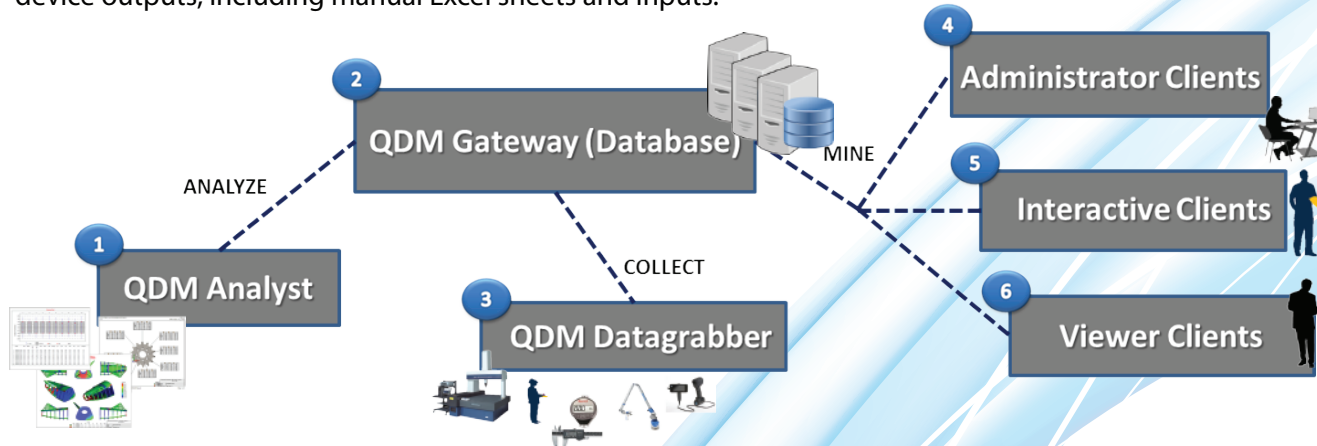 device outputs, including manual Excel sheets and inputs.
4
Administrator Clients
2
QDM Gateway (Database)
MINE
5
Interactive Clients
ANALYZE
1
QDM Analyst
COLLECT
3
QDM Datagrabber
6
Viewer Clients